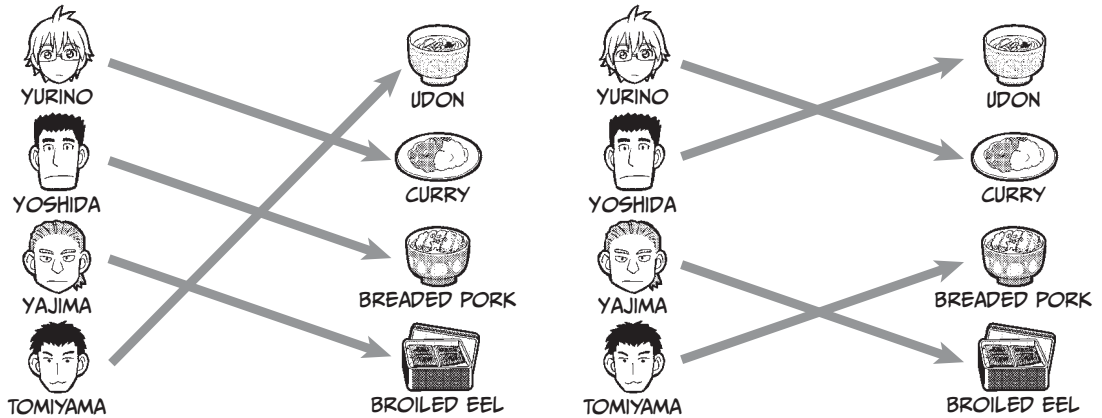 YURINO
YOSHIDA
YAJIMA
TOMIYAMA
UDON
CURRY
BREADED PORK
BROILED EEL
YURINO
YOSHIDA
YAJIMA
TOMIYAMA
UDON
CURRY
BREADED PORK
BROILED EEL